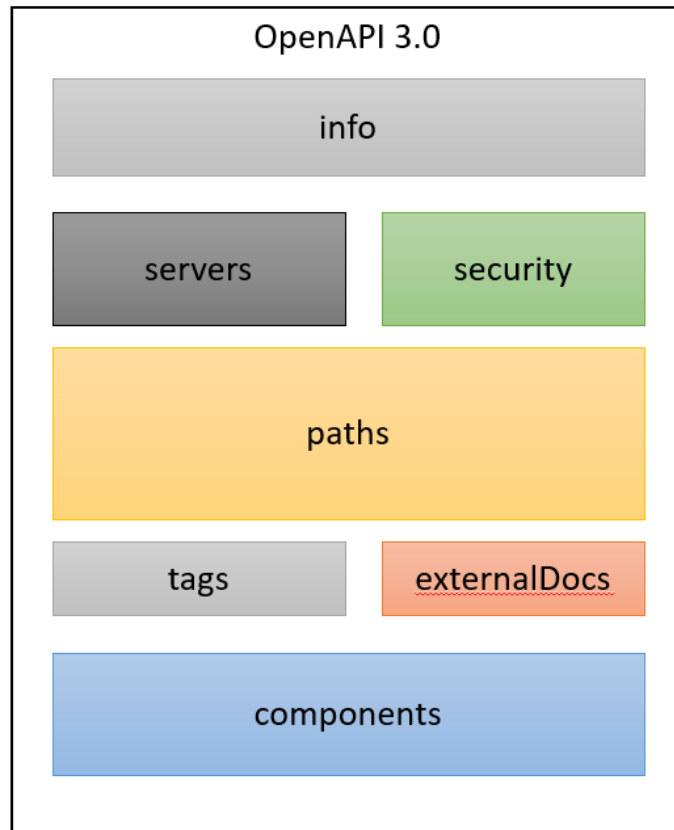 OpenAPI 3.0
info
servers
security
paths
tags
externalDocs
components